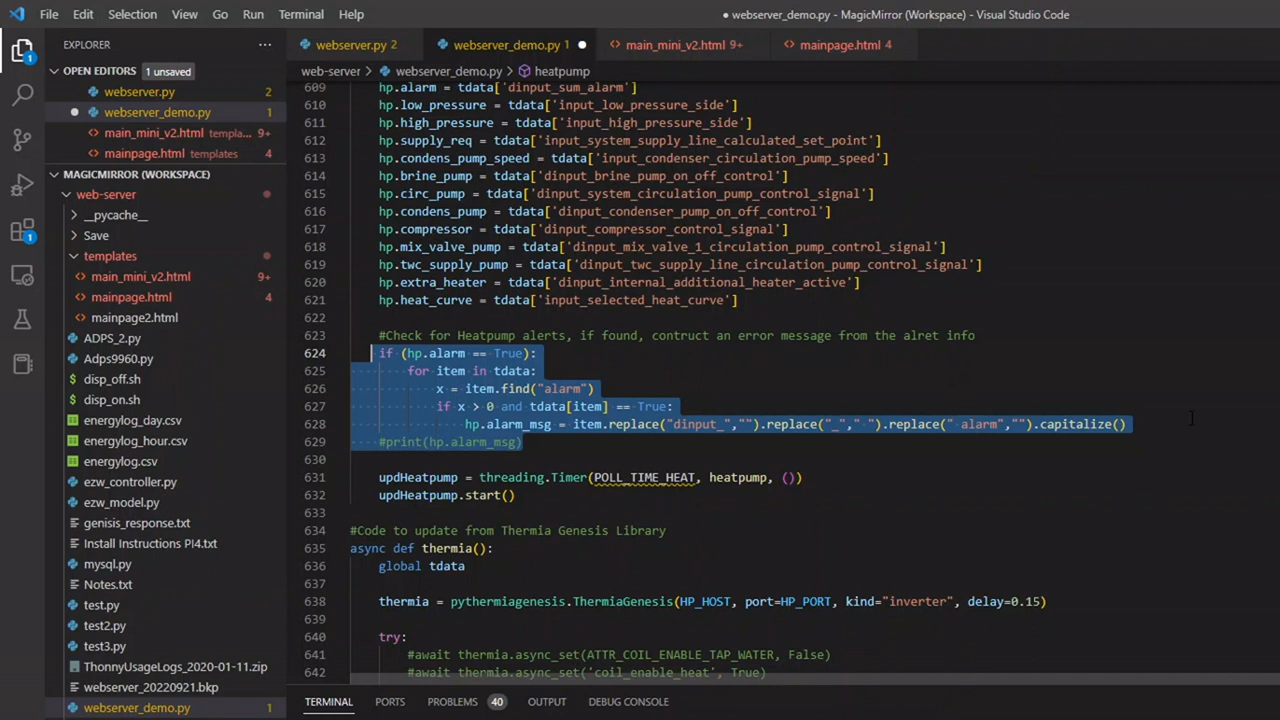 File Edit Selection View Go Run Terminal Help
● webserver_demo.py - MagicMirror (Workspace) - Visual Studio Code
EXPLORER ···
OPEN EDITORS 1 unsaved
webserver.py 2
webserver_demo.py 1
main_mini_v2.html templa... 9+
mainpage.html templates 4
MAGICMIRROR (WORKSPACE)
web-server
__pycache__
Save
templates
main_mini_v2.html 9+
mainpage.html 4
mainpage2.html
ADPS_2.py
Adps9960.py
disp_off.sh
disp_on.sh
energylog_day.csv
energylog_hour.csv
energylog.csv
ezw_controller.py
ezw_model.py
genisis_response.txt
Install Instructions PI4.txt
mysql.py
Notes.txt
test.py
test2.py
test3.py
ThonnyUsageLogs_2020-01-11.zip
webserver_20220921.bkp
webserver_demo.py 1
1
1
webserver.py 2
webserver_demo.py 1
main_mini_v2.html 9+
mainpage.html 4
web-server > webserver_demo.py > heatpump
609 hp.alarm = tdata['dinput_sum_alarm']
610 hp.low_pressure = tdata['input_low_pressure_side']
611 hp.high_pressure = tdata['input_high_pressure_side']
612 hp.supply_req = tdata['input_system_supply_line_calculated_set_point']
613 hp.condens_pump_speed = tdata['input_condenser_circulation_pump_speed']
614 hp.brine_pump = tdata['dinput_brine_pump_on_off_control']
615 hp.circ_pump = tdata['dinput_system_circulation_pump_control_signal']
616 hp.condens_pump = tdata['dinput_condenser_pump_on_off_control']
617 hp.compressor = tdata['dinput_compressor_control_signal']
618 hp.mix_valve_pump = tdata['dinput_mix_valve_1_circulation_pump_control_signal']
619 hp.twc_supply_pump = tdata['dinput_twc_supply_line_circulation_pump_control_signal']
620 hp.extra_heater = tdata['dinput_internal_additional_heater_active']
621 hp.heat_curve = tdata['input_selected_heat_curve']
622
623 #Check for Heatpump alerts, if found, contruct an error message from the alret info
624 if (hp.alarm == True):
625 for item in tdata:
626 x = item.find("alarm")
627 if x > 0 and tdata[item] == True:
628 hp.alarm_msg = item.replace("dinput_","").replace("_"," ").replace(" alarm","").capitalize()
629 #print(hp.alarm_msg)
630
631 updHeatpump = threading.Timer(POLL_TIME_HEAT, heatpump, ())
632 updHeatpump.start()
633
634 #Code to update from Thermia Genesis Library
635 async def thermia():
636 global tdata
637
638 thermia = pythermiagenesis.ThermiaGenesis(HP_HOST, port=HP_PORT, kind="inverter", delay=0.15)
639
640 try:
641 #await thermia.async_set(ATTR_COIL_ENABLE_TAP_WATER, False)
642 #await thermia.async_set('coil_enable_heat', True)
TERMINAL PORTS PROBLEMS 40 OUTPUT DEBUG CONSOLE